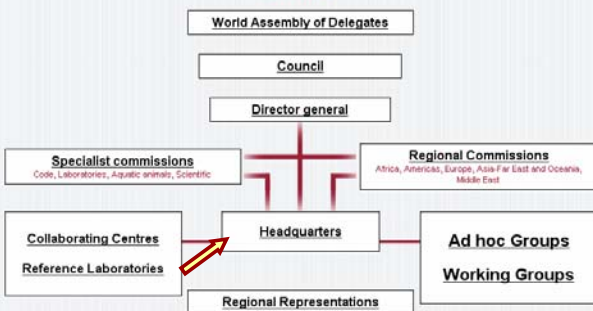 World Assembly of Delegates
Council
Director general
Specialist commissions
Code, Laboratories, Aquatic animals, Scientific
Regional Commissions
Africa, Americas, Europe, Asia-Far East and Oceania,
Middle East
Collaborating Centres
Reference Laboratories
Headquarters
Ad hoc Groups
Working Groups
Regional Representations